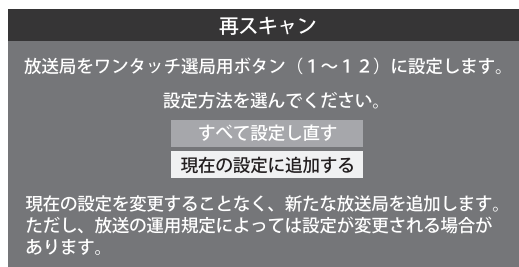 再スキャン
放送局をワンタッチ選局用ボタン（１～１２）に設定します。
設定方法を選んでください。
すべて設定し直す
現在の設定に追加する
現在の設定を変更することなく、新たな放送局を追加します。
ただし、放送の運用規定によっては設定が変更される場合が
あります。